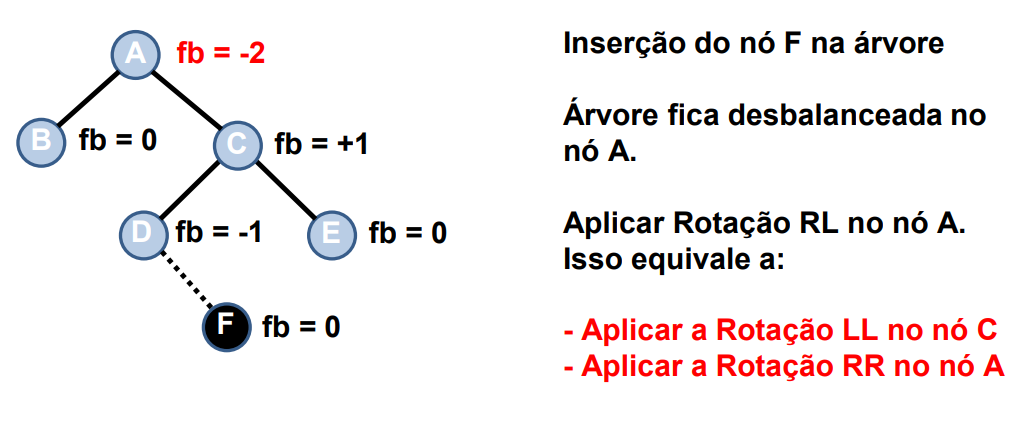 A fb = -2
B fb = 0
C fb = +1
D fb = -1
E fb = 0
F fb = 0
Inserção do nó F na árvore
Árvore fica desbalanceada no
nó A.
Aplicar Rotação RL no nó A.
Isso equivale a:
- Aplicar a Rotação LL no nó C
- Aplicar a Rotação RR no nó A